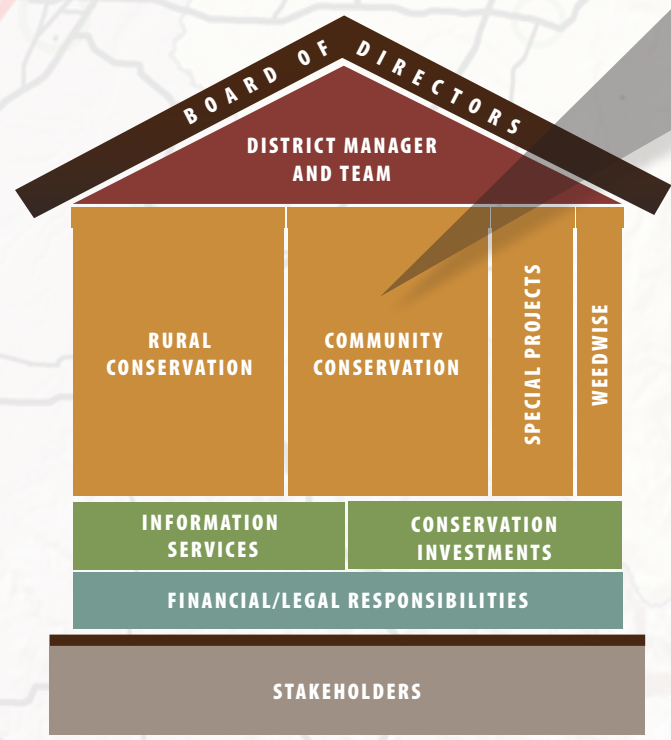 BOARD OF DIRECTORS
DISTRICT MANAGER
AND TEAM
RURAL
CONSERVATION
COMMUNITY
CONSERVATION
SPECIAL PROJECTS
WEEDWISE
INFORMATION
SERVICES
CONSERVATION
INVESTMENTS
FINANCIAL/LEGAL RESPONSIBILITIES
STAKEHOLDERS